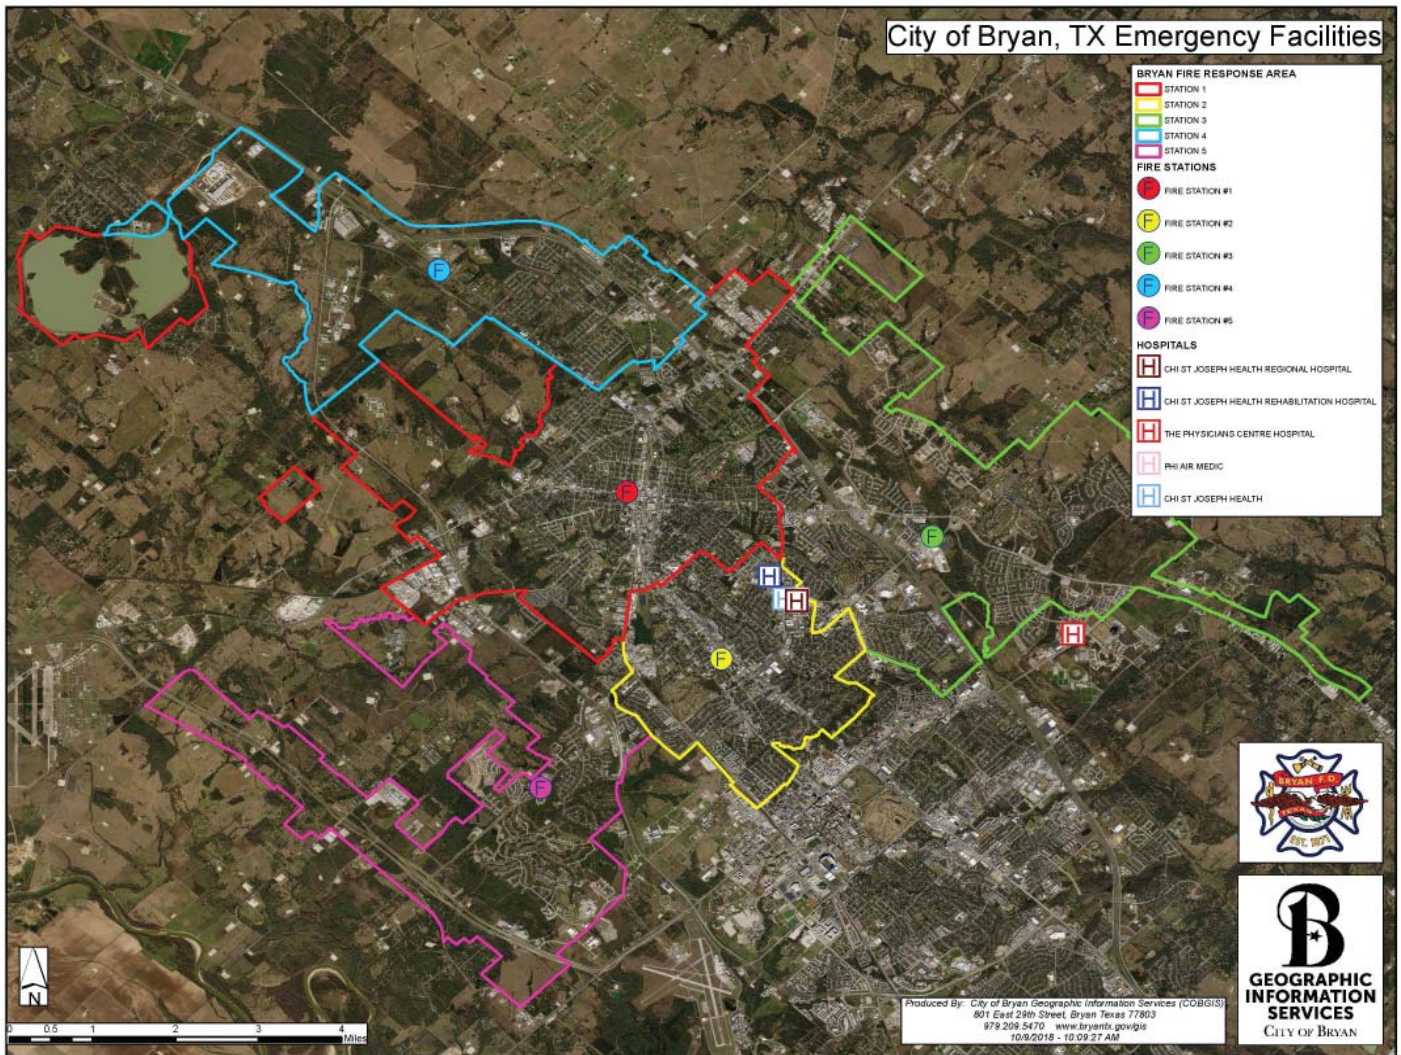 City of Bryan, TX Emergency Facilities
BRYAN FIRE RESPONSE AREA
STATION 1
STATION 2
STATION 3
STATION 4
STATION 5
FIRE STATIONS
F FIRE STATION #1
F FIRE STATION #2
F FIRE STATION #3
F FIRE STATION #4
F FIRE STATION #5
HOSPITALS
H CHI ST JOSEPH HEALTH REGIONAL HOSPITAL
H CHI ST JOSEPH HEALTH REHABILITATION HOSPITAL
H THE PHYSICIANS CENTRE HOSPITAL
H PHI AIR MEDIC
H CHI ST JOSEPH HEALTH
F
F
F
H
H H
H
F
F
BRYAN F.D.
TEXAS
EST. 1871
B
GEOGRAPHIC
INFORMATION
SERVICES
CITY OF BRYAN
N
0 0.5 1 2 3 4
Miles
Produced By: City of Bryan Geographic Information Services (COBGIS)
801 East 29th Street, Bryan Texas 77803
979.209.5470 www.bryantx.gov/gis
10/9/2018 - 10:09:27 AM